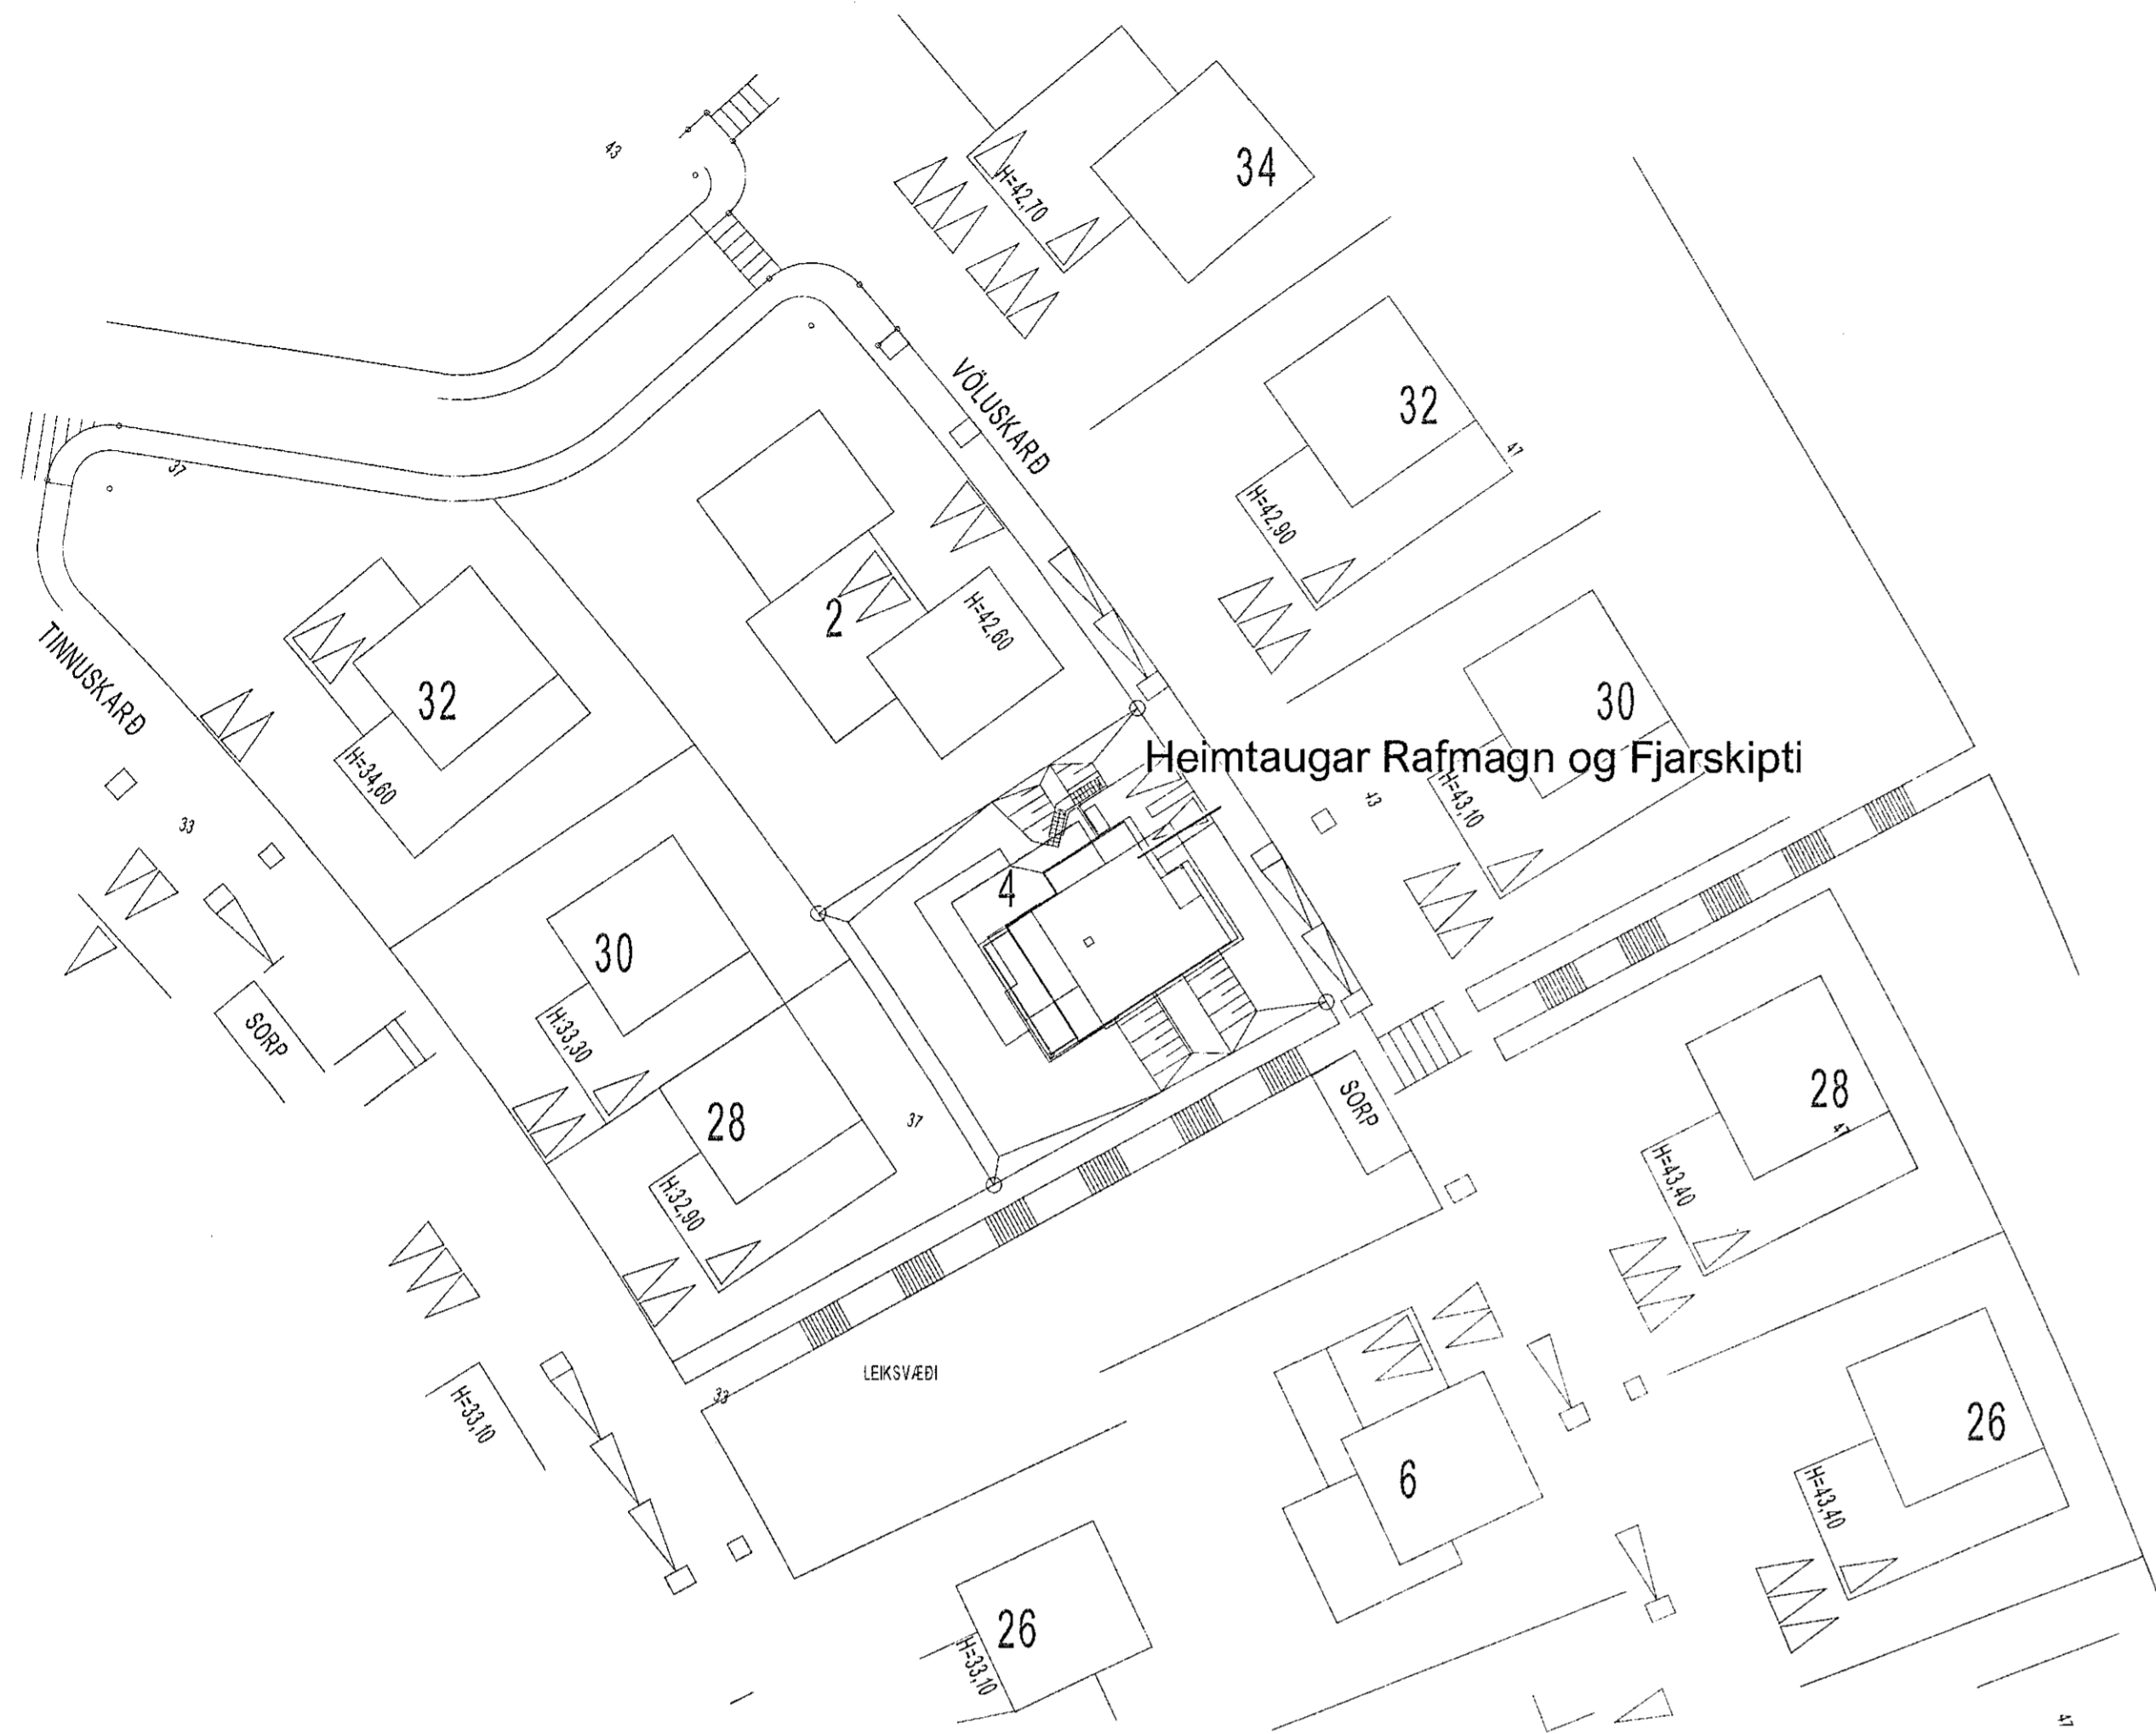 43
34
H=42,70
VÖLUSKARÐ
32
47
37
H=42,90
2
H=42,60
TINNUSKARÐ
32
30
H=34,60
Heimtaugar Rafmagn og Fjarskipti
33
43
H=43,10
4
30
SORP
H:33,30
28
37
SORP
28
47
H:32,90
H=43,40
LEIKSVÆÐI
33
H=33,10
26
6
H=43,40
26
H=33,10
47